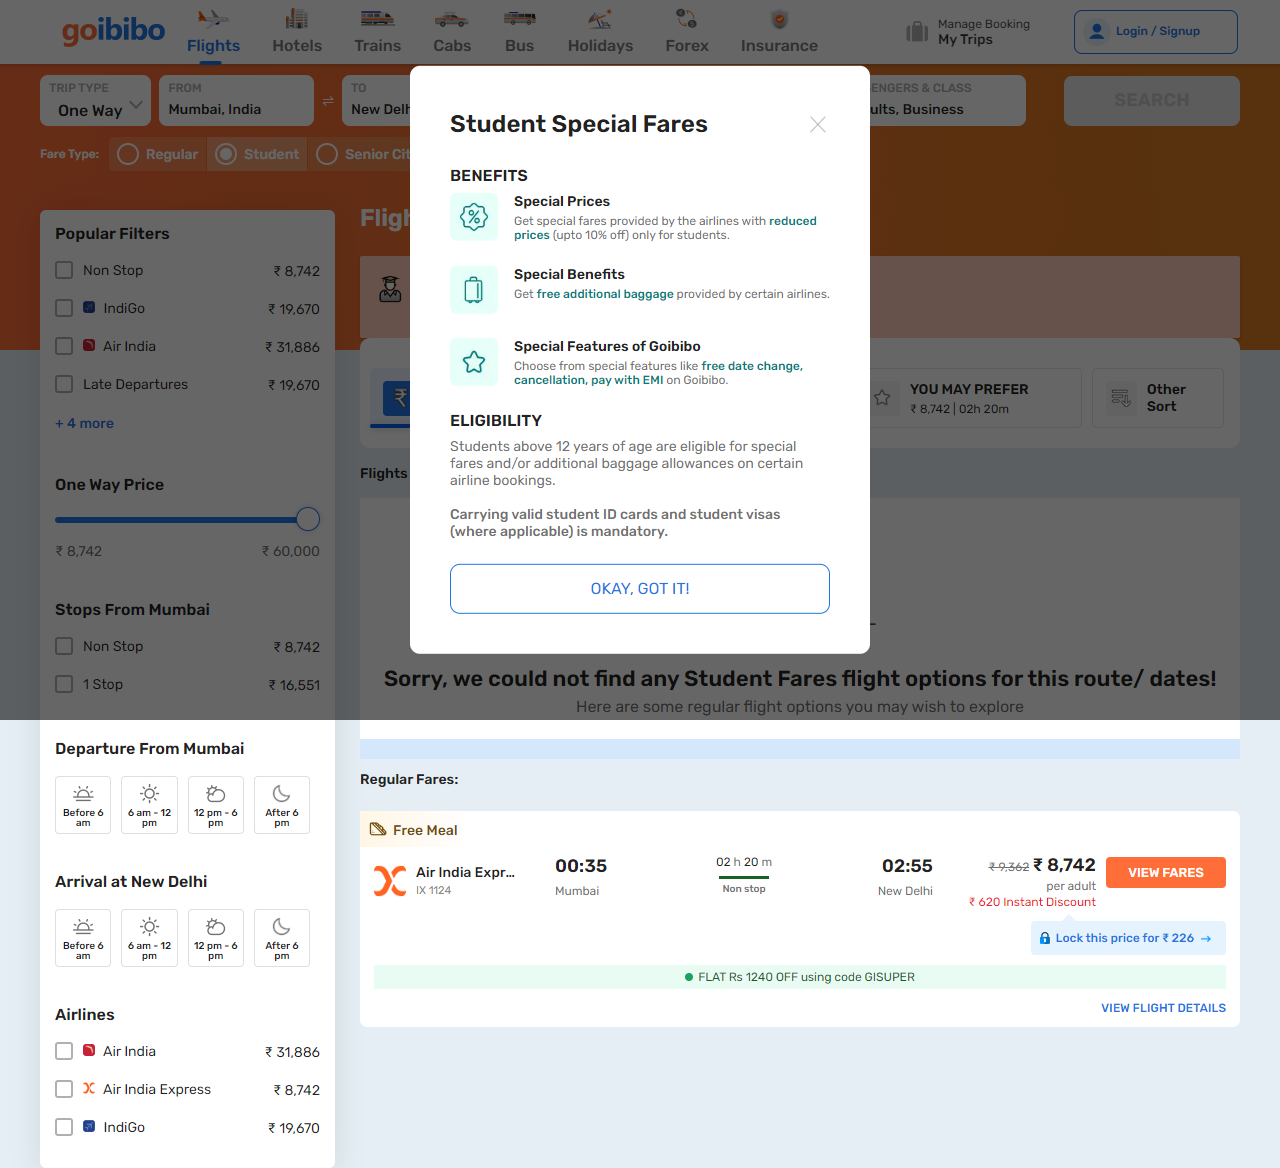 goibibo
Flights
Hotels
Trains
Cabs
Bus
Holidays
Forex
Insurance
Manage Booking
My Trips
Login / Signup
TRIP TYPE
One Way
FROM
Mumbai, India
TO
New Delh
ENGERS & CLASS
ults, Business
SEARCH
Fare Type:
Regular
Student
Senior Cit
Student Special Fares
BENEFITS
Special Prices
Get special fares provided by the airlines with reduced
prices (upto 10% off) only for students.
Special Benefits
Get free additional baggage provided by certain airlines.
Special Features of Goibibo
Choose from special features like free date change,
cancellation, pay with EMI on Goibibo.
ELIGIBILITY
Students above 12 years of age are eligible for special
fares and/or additional baggage allowances on certain
airline bookings.
Carrying valid student ID cards and student visas
(where applicable) is mandatory.
OKAY, GOT IT!
Popular Filters
Non Stop ₹ 8,742
IndiGo ₹ 19,670
Air India ₹ 31,886
Late Departures ₹ 19,670
+ 4 more
One Way Price
₹ 8,742 ₹ 60,000
Stops From Mumbai
Non Stop ₹ 8,742
1 Stop ₹ 16,551
Departure From Mumbai
Before 6
am
6 am - 12
pm
12 pm - 6
pm
After 6
pm
Arrival at New Delhi
Before 6
am
6 am - 12
pm
12 pm - 6
pm
After 6
pm
Airlines
Air India ₹ 31,886
Air India Express ₹ 8,742
IndiGo ₹ 19,670
Fligh
₹
YOU MAY PREFER
₹ 8,742 | 02h 20m
Other
Sort
Flights
Sorry, we could not find any Student Fares flight options for this route/ dates!
Here are some regular flight options you may wish to explore
Regular Fares:
Free Meal
Air India Expr...
IX 1124
00:35
Mumbai
02 h 20 m
Non stop
02:55
New Delhi
₹ 9,362 ₹ 8,742
per adult
₹ 620 Instant Discount
VIEW FARES
Lock this price for ₹ 226 →
FLAT Rs 1240 OFF using code GISUPER
VIEW FLIGHT DETAILS